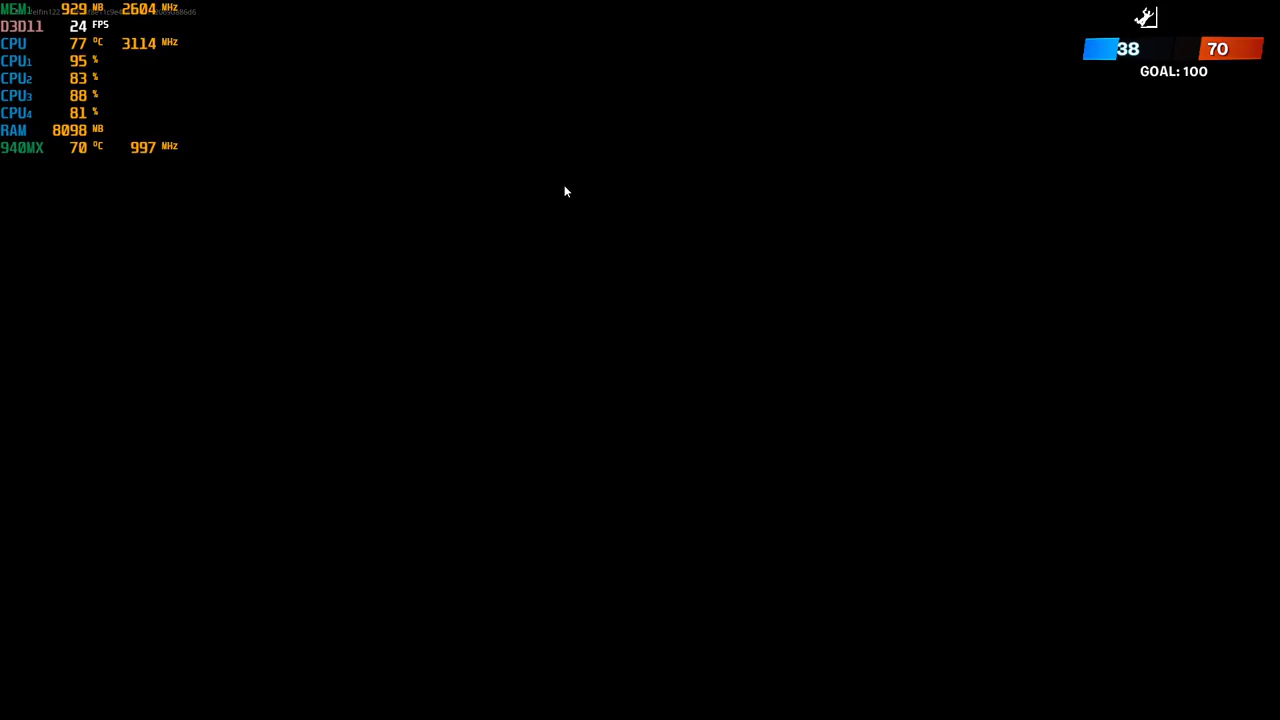 MEM1 929 MB 2604 MHz
D3D11 24 FPS
CPU 77 °C 3114 MHz
CPU1 95 %
CPU2 83 %
CPU3 88 %
CPU4 81 %
RAM 8098 MB
940MX 70 °C 997 MHz
38 70
GOAL: 100